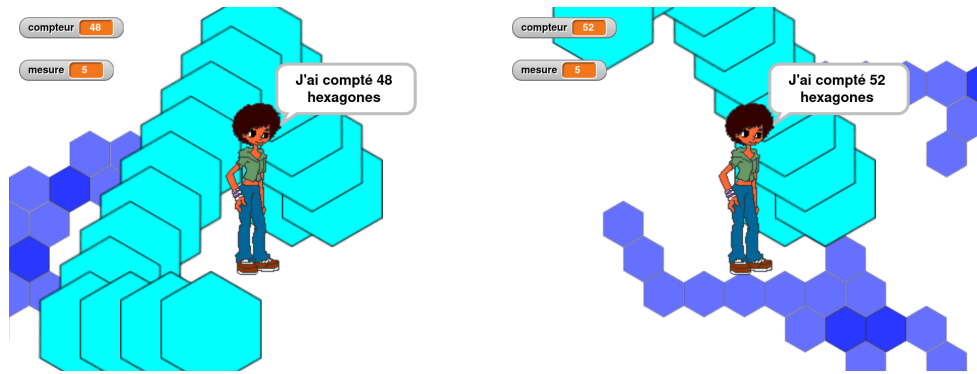 compteur 48
mesure 5
J'ai compté 48
hexagones
compteur 52
mesure 5
J'ai compté 52
hexagones